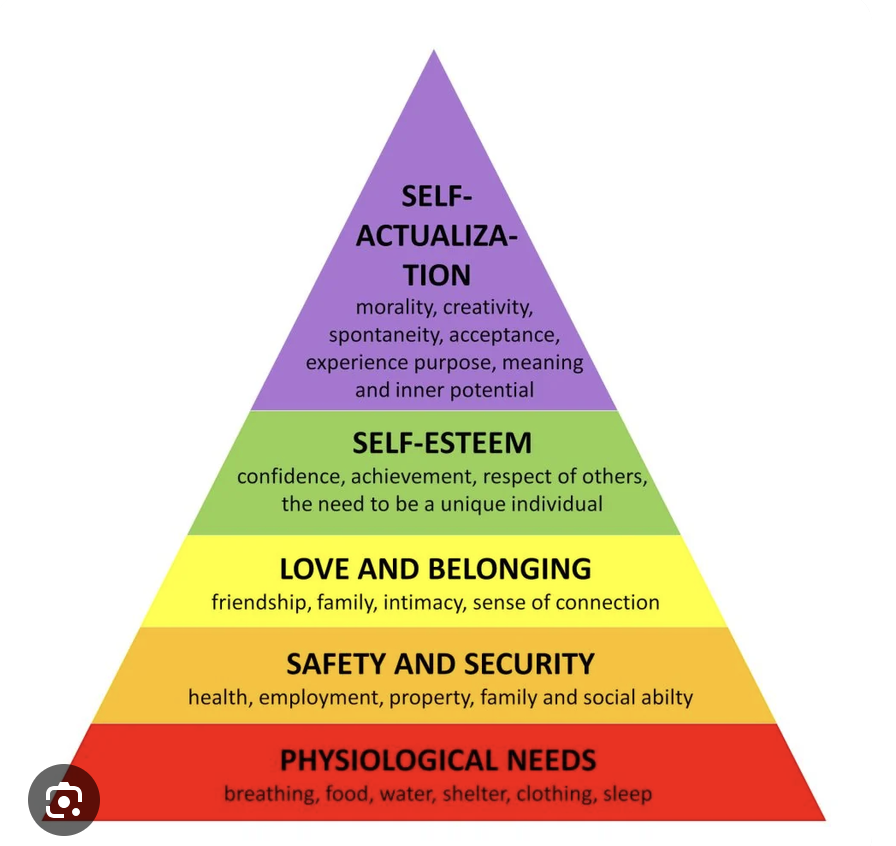 SELF-
ACTUALIZA-
TION
morality, creativity,
spontaneity, acceptance,
experience purpose, meaning
and inner potential
SELF-ESTEEM
confidence, achievement, respect of others,
the need to be a unique individual
LOVE AND BELONGING
friendship, family, intimacy, sense of connection
SAFETY AND SECURITY
health, employment, property, family and social abilty
PHYSIOLOGICAL NEEDS
breathing, food, water, shelter, clothing, sleep